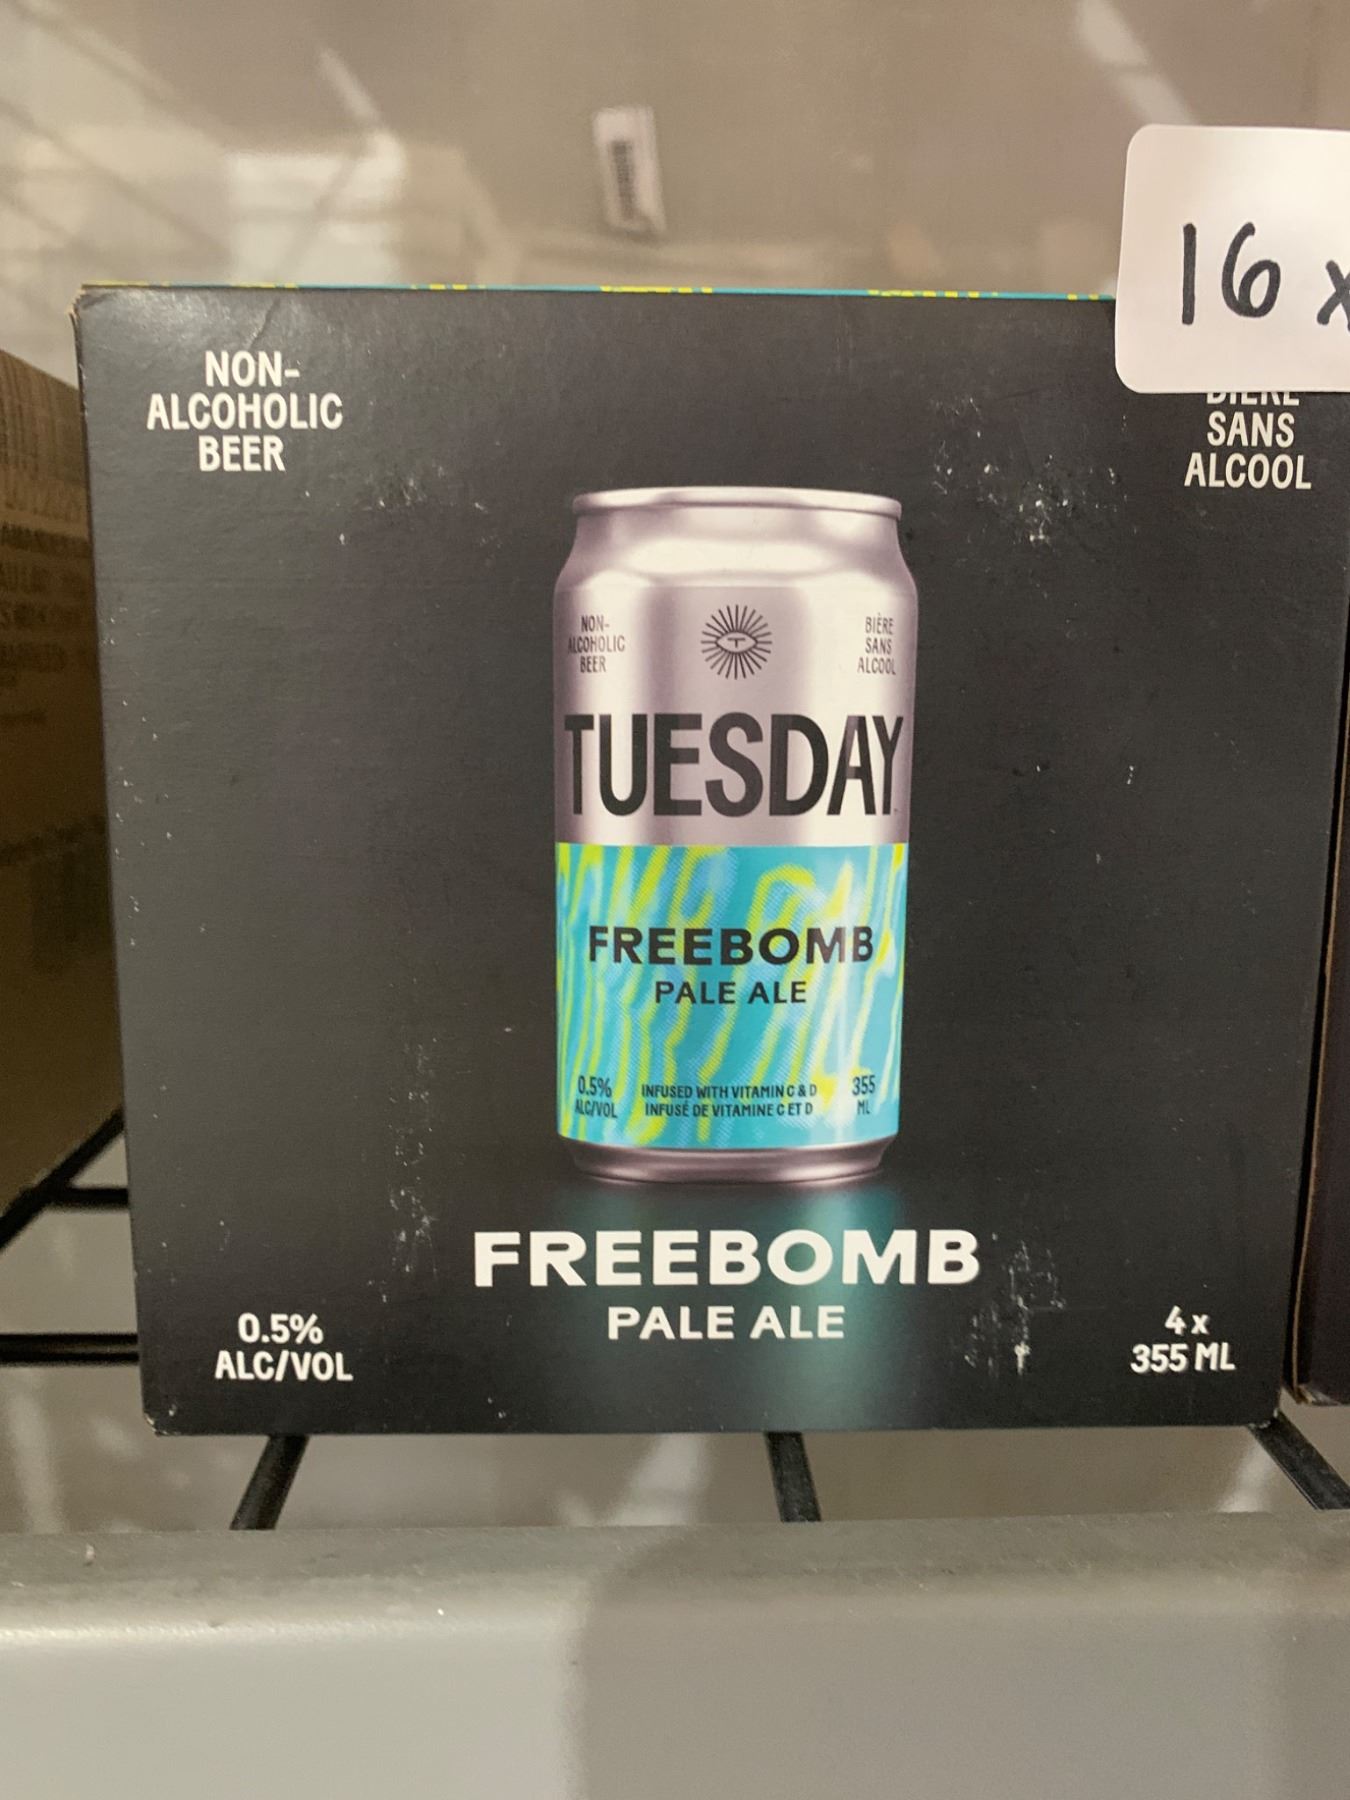 16 x
NON-
ALCOHOLIC
BEER
BIÈRE
SANS
ALCOOL
NON-
ALCOHOLIC
BEER
BIÈRE
SANS
ALCOOL
TUESDAY
FREEBOMB
PALE ALE
0.5%
ALC/VOL
INFUSED WITH VITAMIN C & D
INFUSÉ DE VITAMINE C ET D
355
ML
FREEBOMB
PALE ALE
0.5%
ALC/VOL
4 x
355 ML